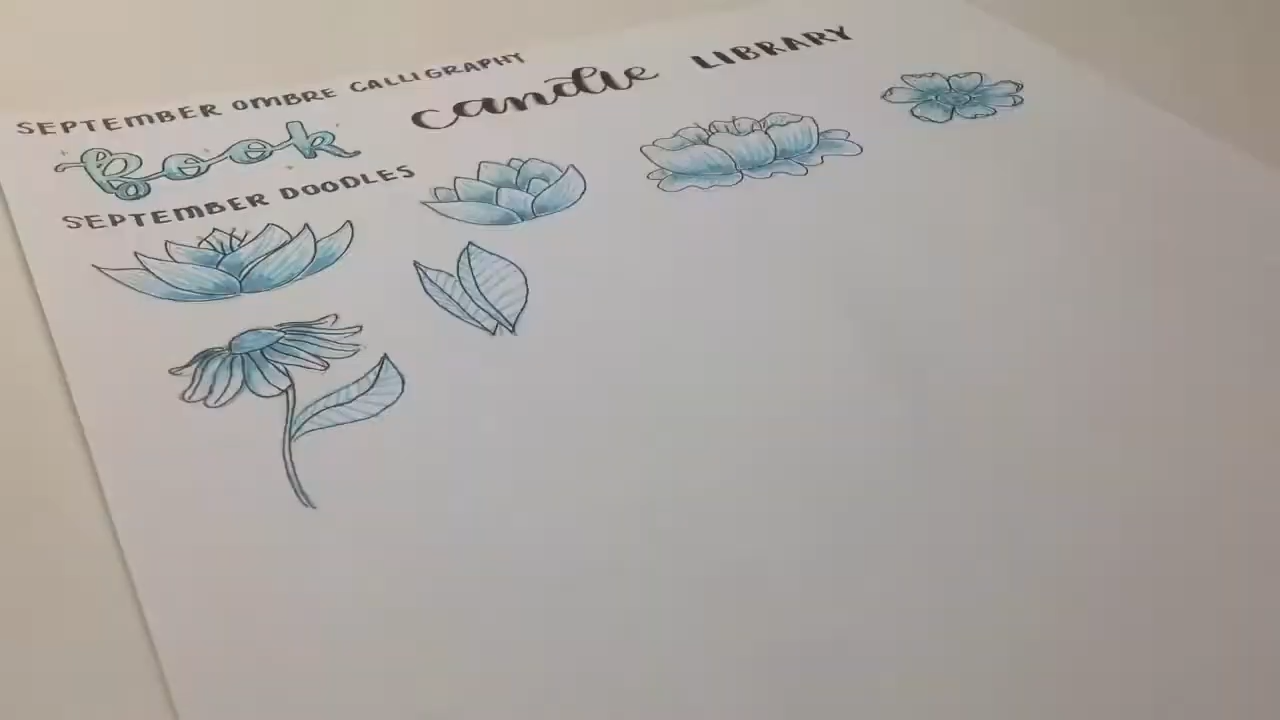 SEPTEMBER OMBRE CALLIGRAPHY
book candle LIBRARY
SEPTEMBER DOODLES